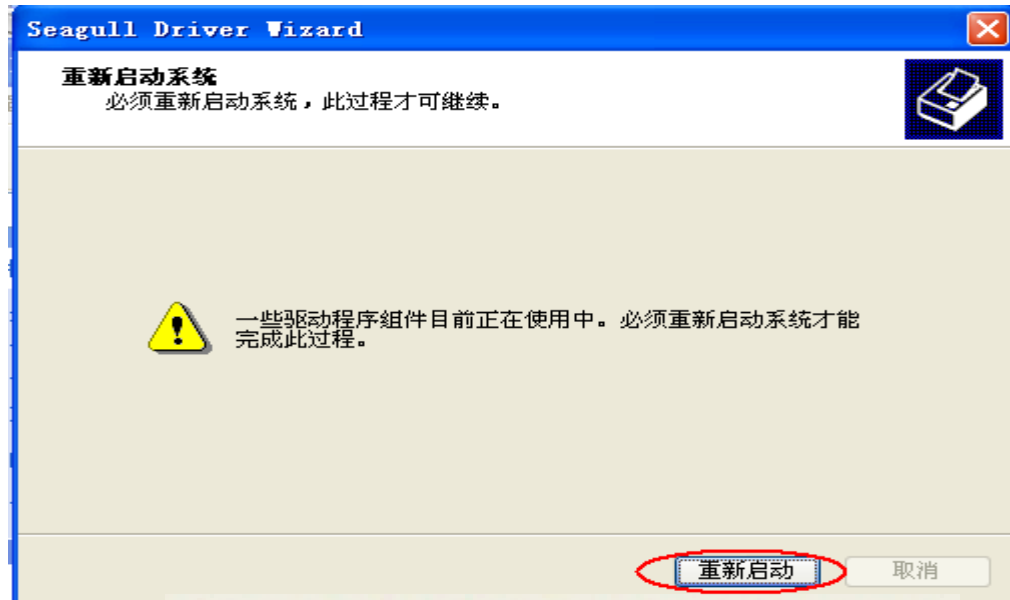 Seagull Driver Wizard
重新启动系统
必须重新启动系统，此过程才可继续。
一些驱动程序组件目前正在使用中。必须重新启动系统才能
完成此过程。
重新启动
取消